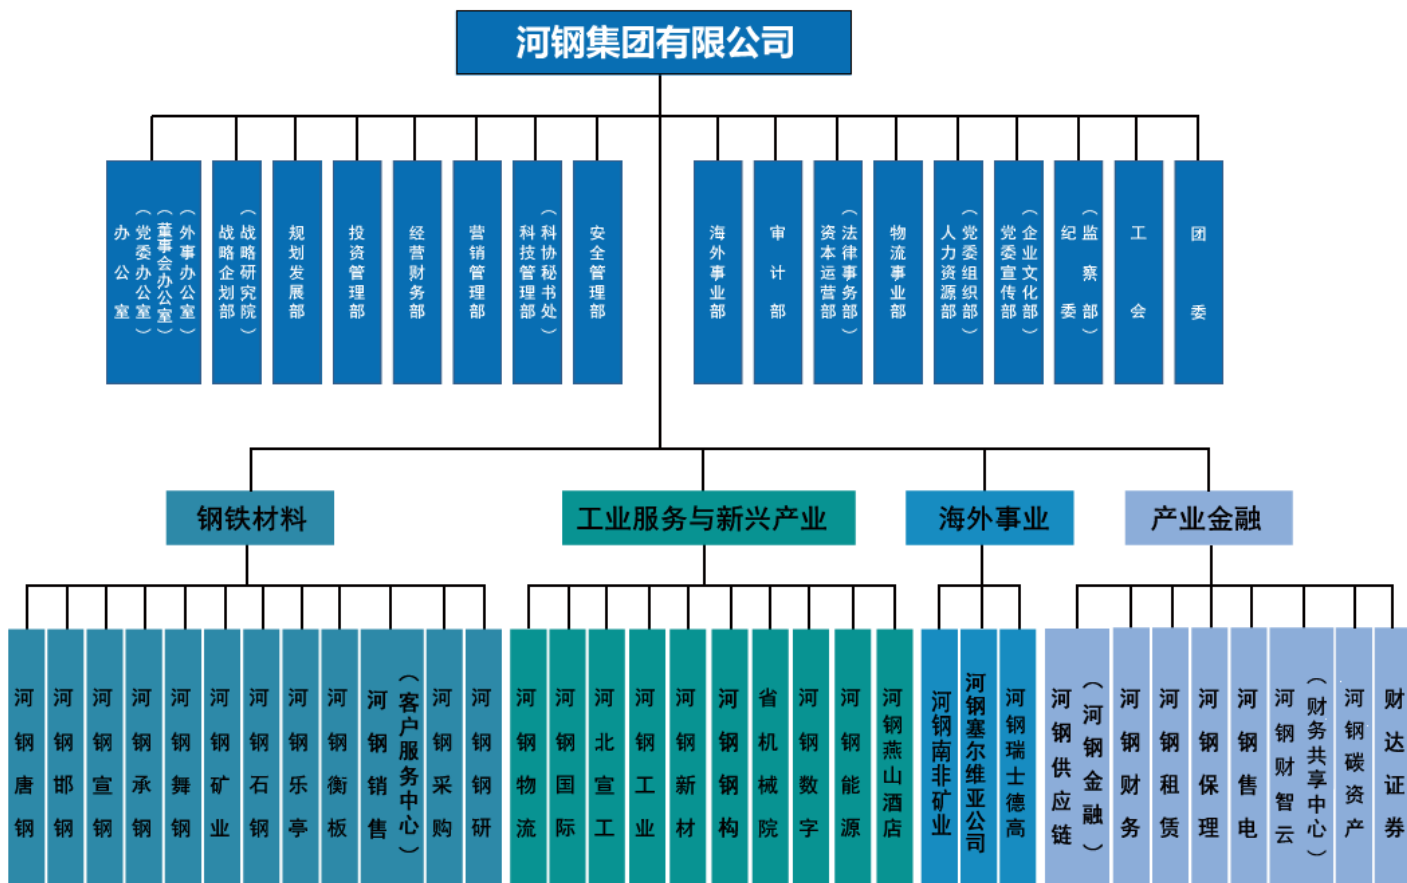 河钢集团有限公司
办公室
（党委办公室）
（董事会办公室）
（外事办公室）
战略企划部
（战略研究院）
规划发展部
投资管理部
经营财务部
营销管理部
科技管理部
（科协秘书处）
安全管理部
海外事业部
审计部
资本运营部
（法律事务部）
物流事业部
人力资源部
（党委组织部）
党委宣传部
（企业文化部）
纪委
（监察部）
工会
团委
钢铁材料
工业服务与新兴产业
海外事业
产业金融
河钢唐钢
河钢邯钢
河钢宣钢
河钢承钢
河钢舞钢
河钢矿业
河钢石钢
河钢乐亭
河钢衡板
河钢销售
（客户服务中心）
河钢采购
河钢钢研
河钢物流
河钢国际
河北宣工
河钢工业
河钢新材
河钢钢构
省机械院
河钢数字
河钢能源
河钢燕山酒店
河钢南非矿业
河钢塞尔维亚公司
河钢瑞士德高
河钢供应链
（河钢金融）
河钢财务
河钢租赁
河钢保理
河钢售电
河钢财智云
（财务共享中心）
河钢碳资产
财达证券